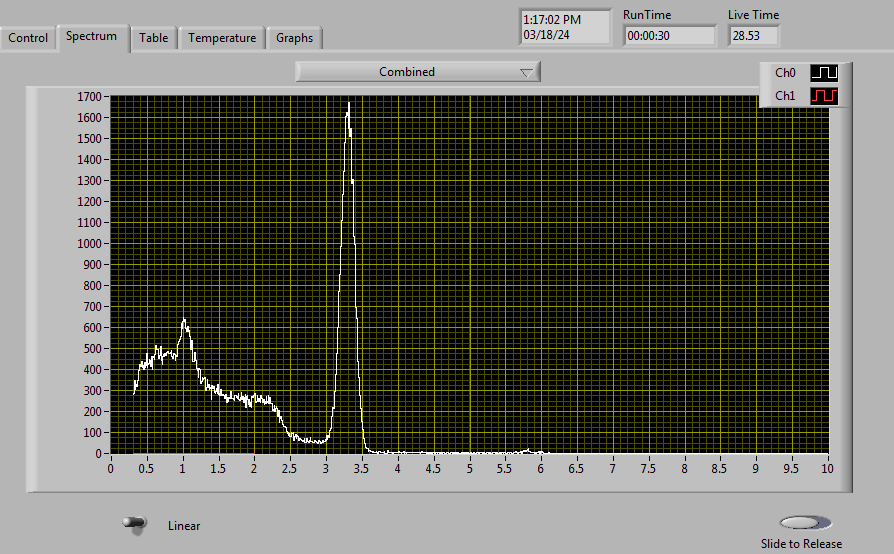 Control
Spectrum
Table
Temperature
Graphs
1:17:02 PM
03/18/24
RunTime
00:00:30
Live Time
28.53
Combined
Ch0
Ch1
1700
1600
1500
1400
1300
1200
1100
1000
900
800
700
600
500
400
300
200
100
0
0 0.5 1 1.5 2 2.5 3 3.5 4 4.5 5 5.5 6 6.5 7 7.5 8 8.5 9 9.5 10
Linear
Slide to Release